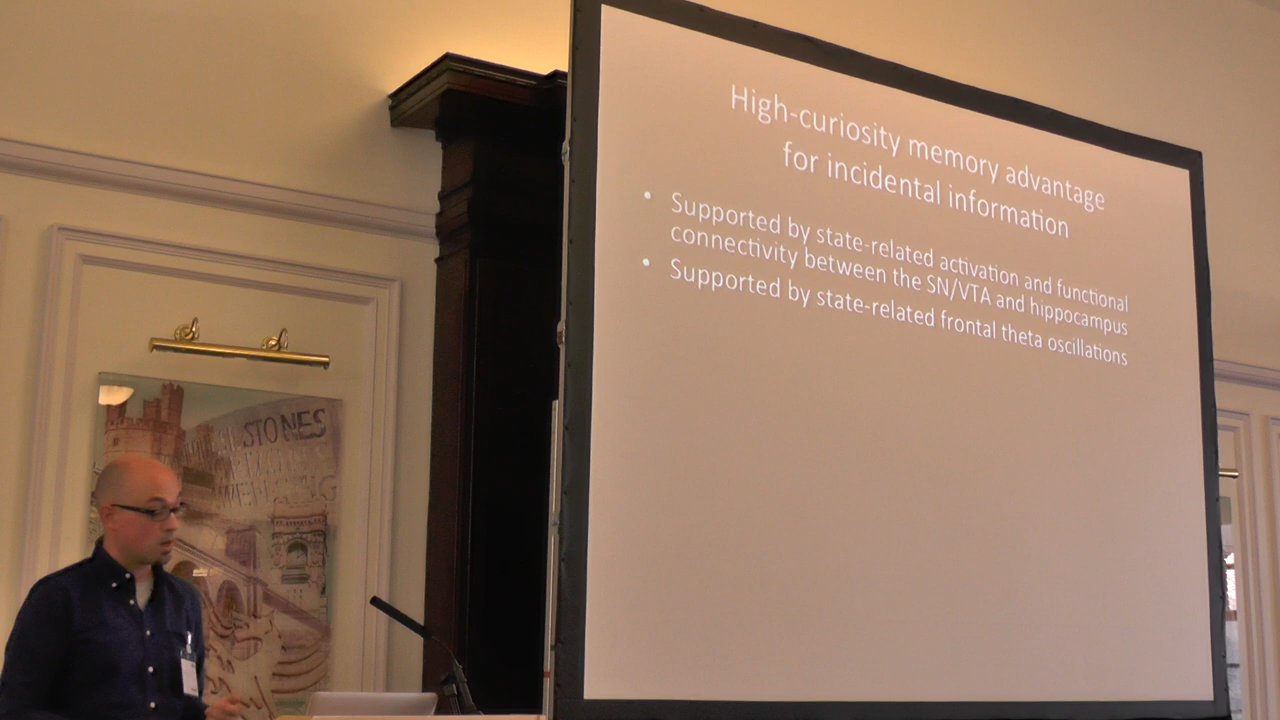 High-curiosity memory advantage
for incidental information
• Supported by state-related activation and functional
connectivity between the SN/VTA and hippocampus
• Supported by state-related frontal theta oscillations
STONES